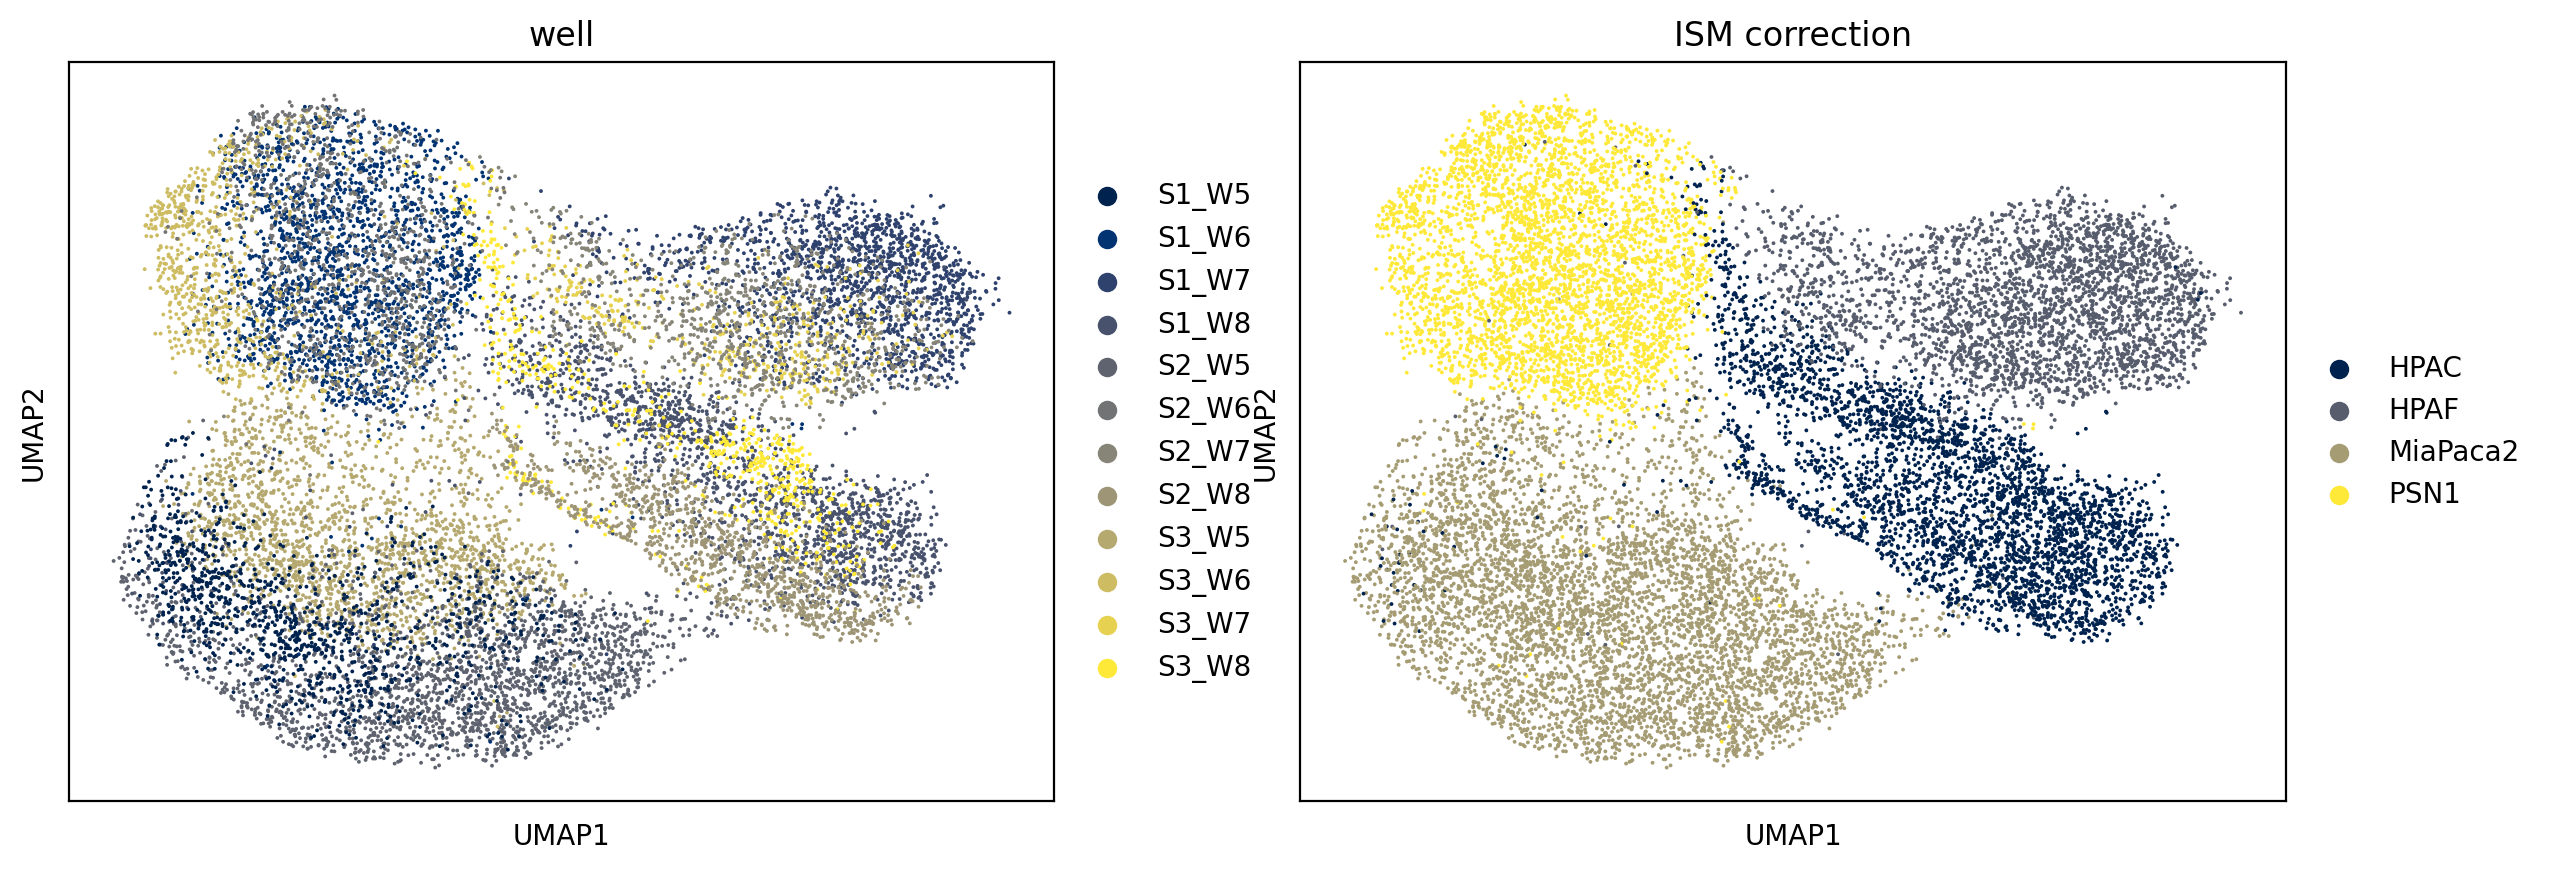 well
UMAP2
UMAP1
S1_W5
S1_W6
S1_W7
S1_W8
S2_W5
S2_W6
S2_W7
S2_W8
S3_W5
S3_W6
S3_W7
S3_W8
ISM correction
UMAP2
UMAP1
HPAC
HPAF
MiaPaca2
PSN1